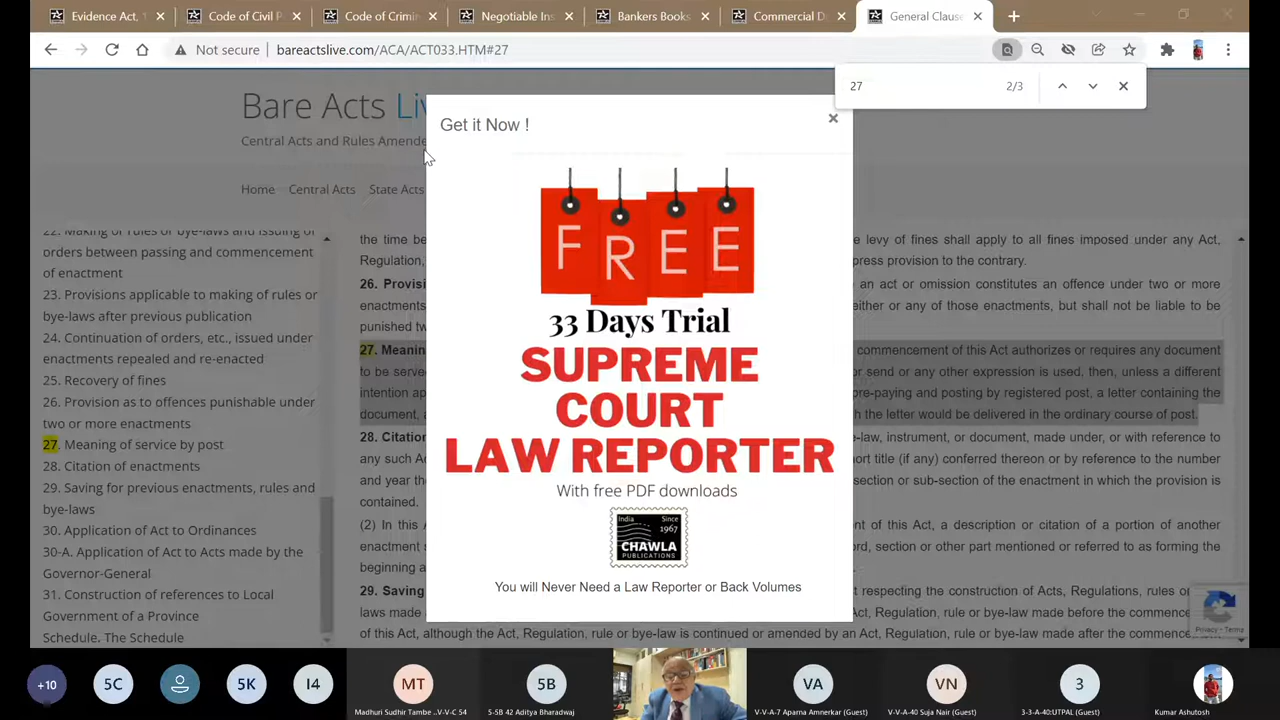 Evidence Act,
Code of Civil P
Code of Crimin
Negotiable Ins
Bankers Books
Commercial D
General Clause
Not secure
bareactslive.com/ACA/ACT033.HTM#27
27
2/3
Bare Acts Liv
Central Acts and Rules Amende
Home Central Acts State Acts
22. Making of rules or bye-laws and issuing of
orders between passing and commencement
of enactment
23. Provisions applicable to making of rules or
bye-laws after previous publication
24. Continuation of orders, etc., issued under
enactments repealed and re-enacted
25. Recovery of fines
26. Provision as to offences punishable under
two or more enactments
27. Meaning of service by post
28. Citation of enactments
29. Saving for previous enactments, rules and
bye-laws
30. Application of Act to Ordinances
30-A. Application of Act to Acts made by the
Governor-General
31. Construction of references to Local
Government of a Province
Schedule. The Schedule
the time be
Regulation,
26. Provisi
enactments
punished tw
27. Meanin
to be serve
intention ap
document, a
28. Citation
any such A
and year the
contained.
(2) In this A
enactment s
beginning a
29. Saving
laws made
of this Act, although the Act, Regulation, rule or bye-law is continued or amended by an Act, Regulation, rule or bye-law made after the commencem
Get it Now !
FREE
33 Days Trial
SUPREME
COURT
LAW REPORTER
With free PDF downloads
India
Since
1967
CHAWLA
PUBLICATIONS
You will Never Need a Law Reporter or Back Volumes
e levy of fines shall apply to all fines imposed under any Act,
press provision to the contrary.
an act or omission constitutes an offence under two or more
either or any of those enactments, but shall not be liable to be
commencement of this Act authorizes or requires any document
or send or any other expression is used, then, unless a different
pre-paying and posting by registered post, a letter containing the
h the letter would be delivered in the ordinary course of post.
-law, instrument, or document, made under, or with reference to
ort title (if any) conferred thereon or by reference to the number
section or sub-section of the enactment in which the provision is
nt of this Act, a description or citation of a portion of another
ord, section or other part mentioned or referred to as forming the
t respecting the construction of Acts, Regulations, rules or
Act, Regulation, rule or bye-law made before the commence
Privacy - Terms
+10
5C
5K
I4
MT
Madhuri Sudhir Tambe ..V-V-C 54
5B
5-5B 42 Aditya Bharadwaj
VA
V-V-A-7 Aparna Amnerkar (Guest)
VN
V-V-A-40 Suja Nair (Guest)
3
3-3-A-40:UTPAL (Guest)
Kumar Ashutosh